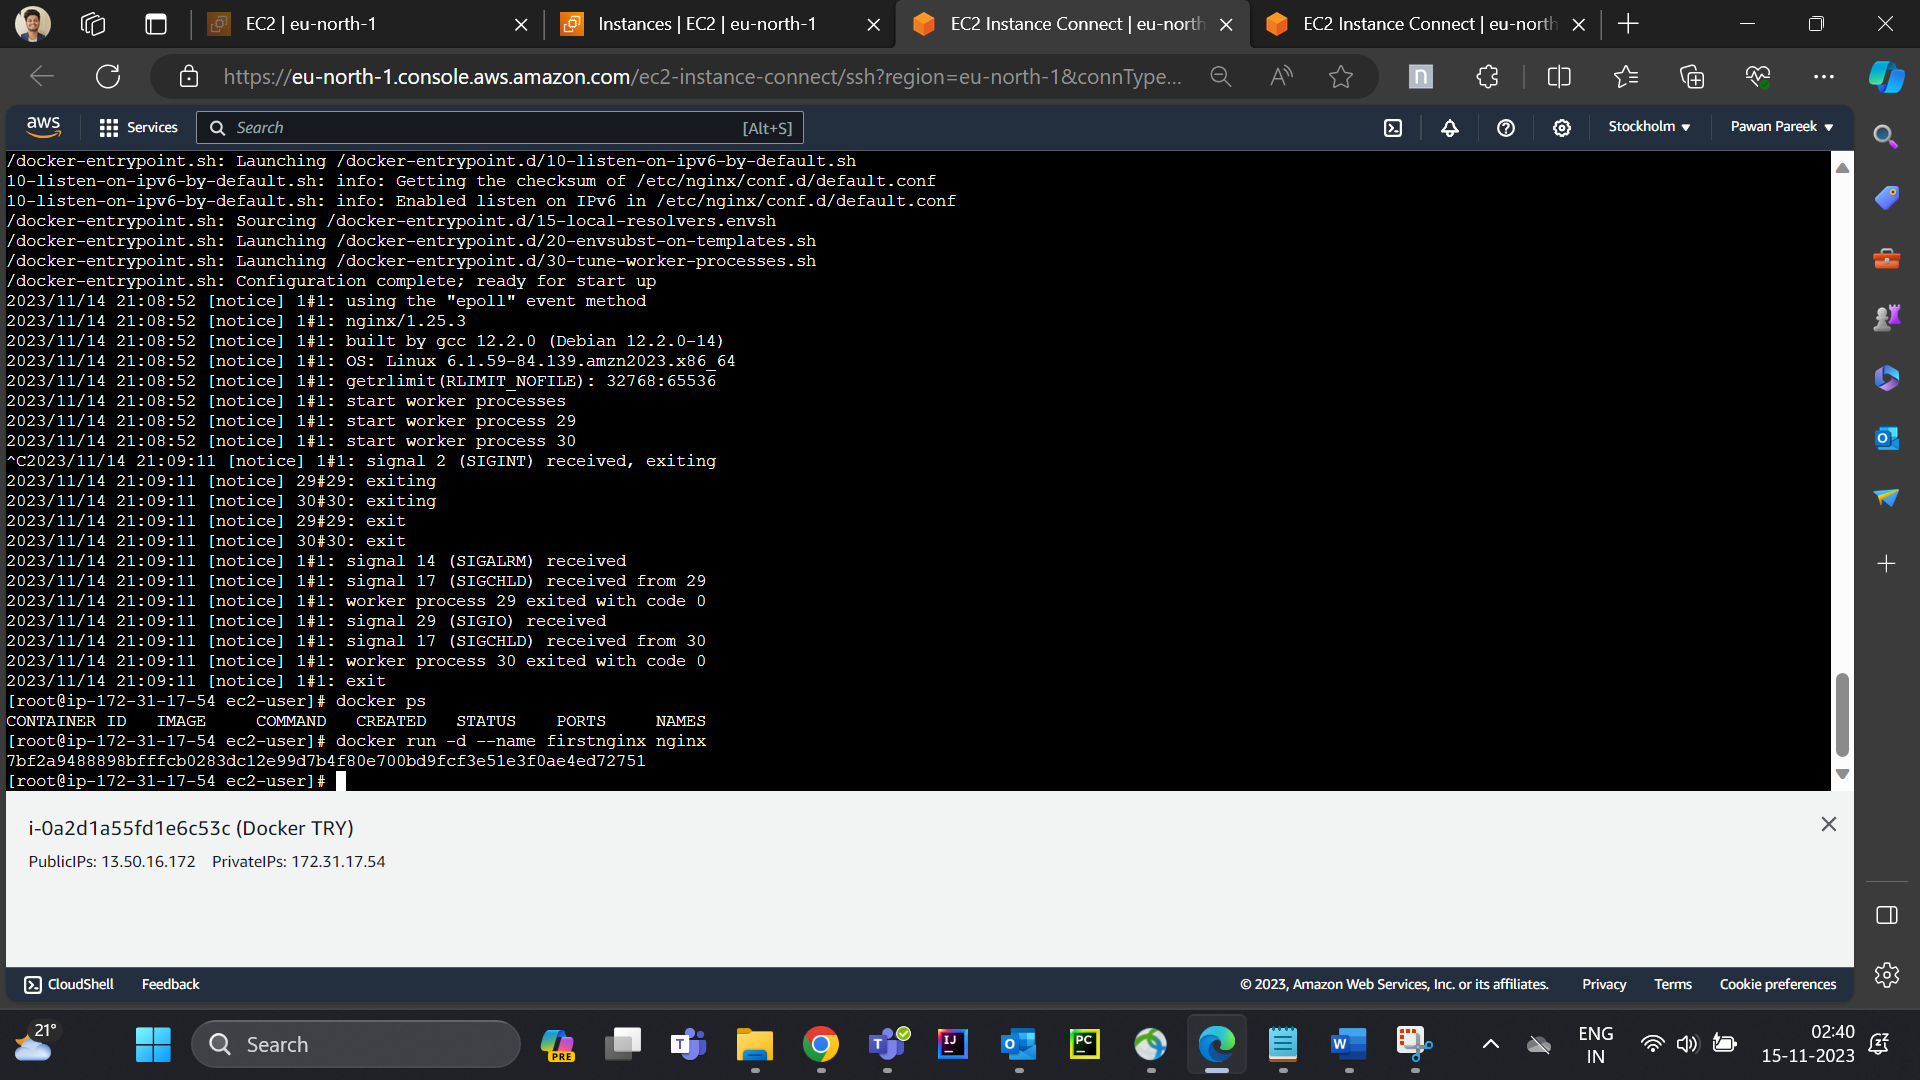 EC2 | eu-north-1
Instances | EC2 | eu-north-1
EC2 Instance Connect | eu-north
EC2 Instance Connect | eu-north
https://eu-north-1.console.aws.amazon.com/ec2-instance-connect/ssh?region=eu-north-1&connType...
aws
Services
Search
[Alt+S]
Stockholm
Pawan Pareek
/docker-entrypoint.sh: Launching /docker-entrypoint.d/10-listen-on-ipv6-by-default.sh
10-listen-on-ipv6-by-default.sh: info: Getting the checksum of /etc/nginx/conf.d/default.conf
10-listen-on-ipv6-by-default.sh: info: Enabled listen on IPv6 in /etc/nginx/conf.d/default.conf
/docker-entrypoint.sh: Sourcing /docker-entrypoint.d/15-local-resolvers.envsh
/docker-entrypoint.sh: Launching /docker-entrypoint.d/20-envsubst-on-templates.sh
/docker-entrypoint.sh: Launching /docker-entrypoint.d/30-tune-worker-processes.sh
/docker-entrypoint.sh: Configuration complete; ready for start up
2023/11/14 21:08:52 [notice] 1#1: using the "epoll" event method
2023/11/14 21:08:52 [notice] 1#1: nginx/1.25.3
2023/11/14 21:08:52 [notice] 1#1: built by gcc 12.2.0 (Debian 12.2.0-14)
2023/11/14 21:08:52 [notice] 1#1: OS: Linux 6.1.59-84.139.amzn2023.x86_64
2023/11/14 21:08:52 [notice] 1#1: getrlimit(RLIMIT_NOFILE): 32768:65536
2023/11/14 21:08:52 [notice] 1#1: start worker processes
2023/11/14 21:08:52 [notice] 1#1: start worker process 29
2023/11/14 21:08:52 [notice] 1#1: start worker process 30
^C2023/11/14 21:09:11 [notice] 1#1: signal 2 (SIGINT) received, exiting
2023/11/14 21:09:11 [notice] 29#29: exiting
2023/11/14 21:09:11 [notice] 30#30: exiting
2023/11/14 21:09:11 [notice] 29#29: exit
2023/11/14 21:09:11 [notice] 30#30: exit
2023/11/14 21:09:11 [notice] 1#1: signal 14 (SIGALRM) received
2023/11/14 21:09:11 [notice] 1#1: signal 17 (SIGCHLD) received from 29
2023/11/14 21:09:11 [notice] 1#1: worker process 29 exited with code 0
2023/11/14 21:09:11 [notice] 1#1: signal 29 (SIGIO) received
2023/11/14 21:09:11 [notice] 1#1: signal 17 (SIGCHLD) received from 30
2023/11/14 21:09:11 [notice] 1#1: worker process 30 exited with code 0
2023/11/14 21:09:11 [notice] 1#1: exit
[root@ip-172-31-17-54 ec2-user]# docker ps
CONTAINER ID   IMAGE     COMMAND   CREATED   STATUS    PORTS     NAMES
[root@ip-172-31-17-54 ec2-user]# docker run -d --name firstnginx nginx
7bf2a9488898bfffcb0283dc12e99d7b4f80e700bd9fcf3e51e3f0ae4ed72751
[root@ip-172-31-17-54 ec2-user]#
i-0a2d1a55fd1e6c53c (Docker TRY)
PublicIPs: 13.50.16.172 PrivateIPs: 172.31.17.54
CloudShell
Feedback
© 2023, Amazon Web Services, Inc. or its affiliates.
Privacy
Terms
Cookie preferences
21°
Search
PRE
ENG
IN
02:40
15-11-2023